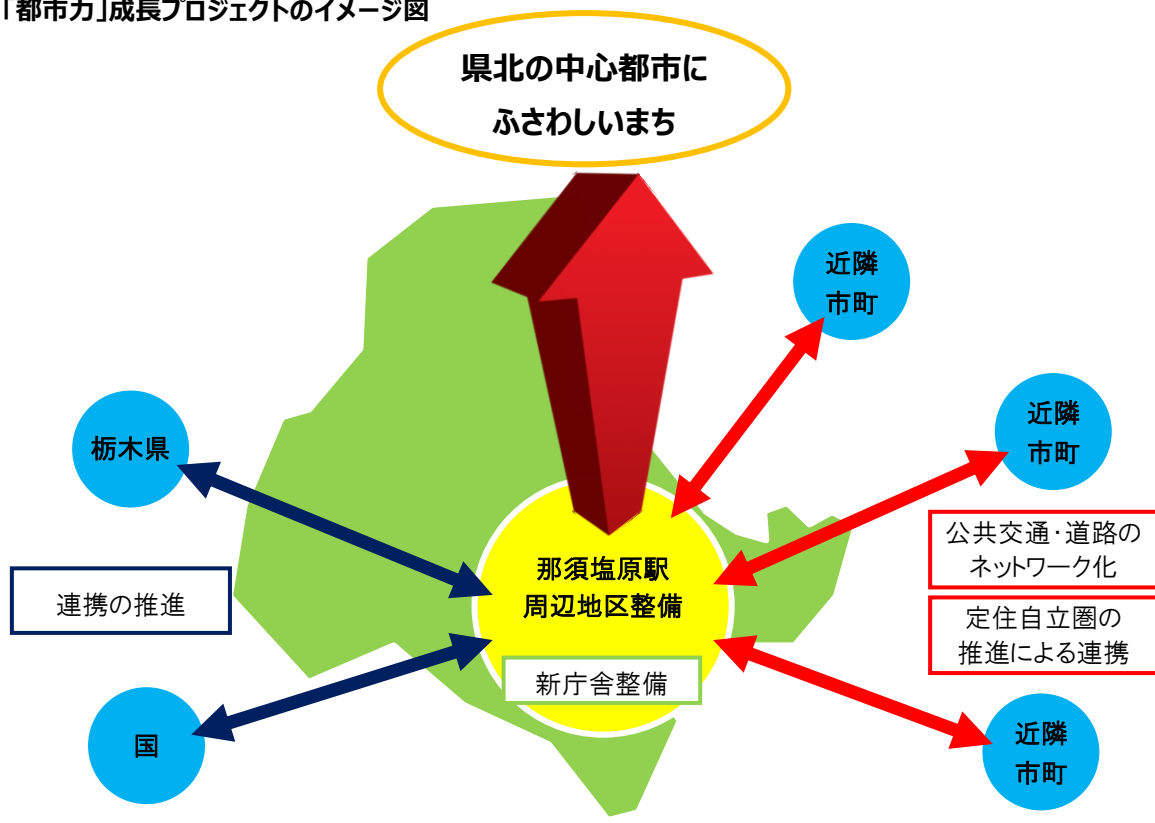 「都市力」成長プロジェクトのイメージ図
県北の中心都市に
ふさわしいまち
近隣
市町
近隣
市町
栃木県
公共交通・道路の
ネットワーク化
那須塩原駅
周辺地区整備
連携の推進
定住自立圏の
推進による連携
新庁舎整備
国
近隣
市町